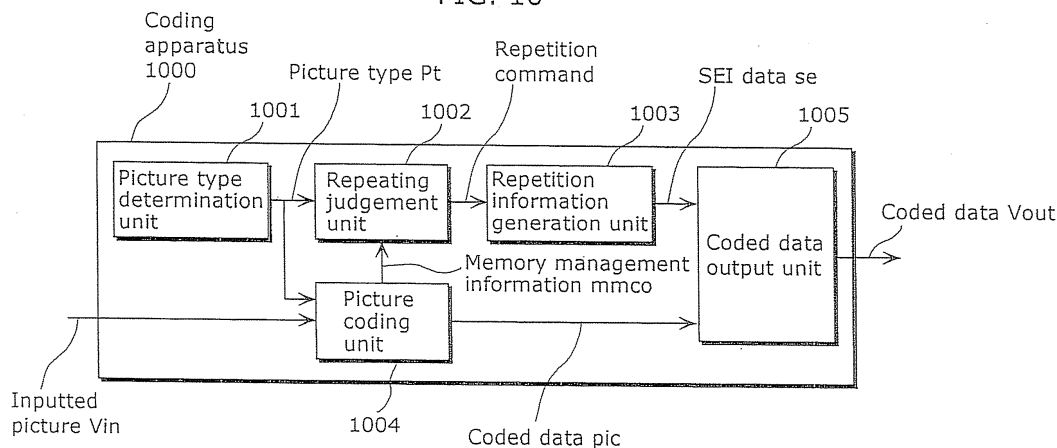 FIG. 10
Coding
apparatus
1000
Picture type Pt
Repetition
command
SEI data se
1001
1002
1003
1005
Picture type
determination
unit
Repeating
judgement
unit
Repetition
information
generation unit
Coded data
output unit
Coded data Vout
Memory management
information mmco
Picture
coding
unit
Inputted
picture Vin
1004
Coded data pic